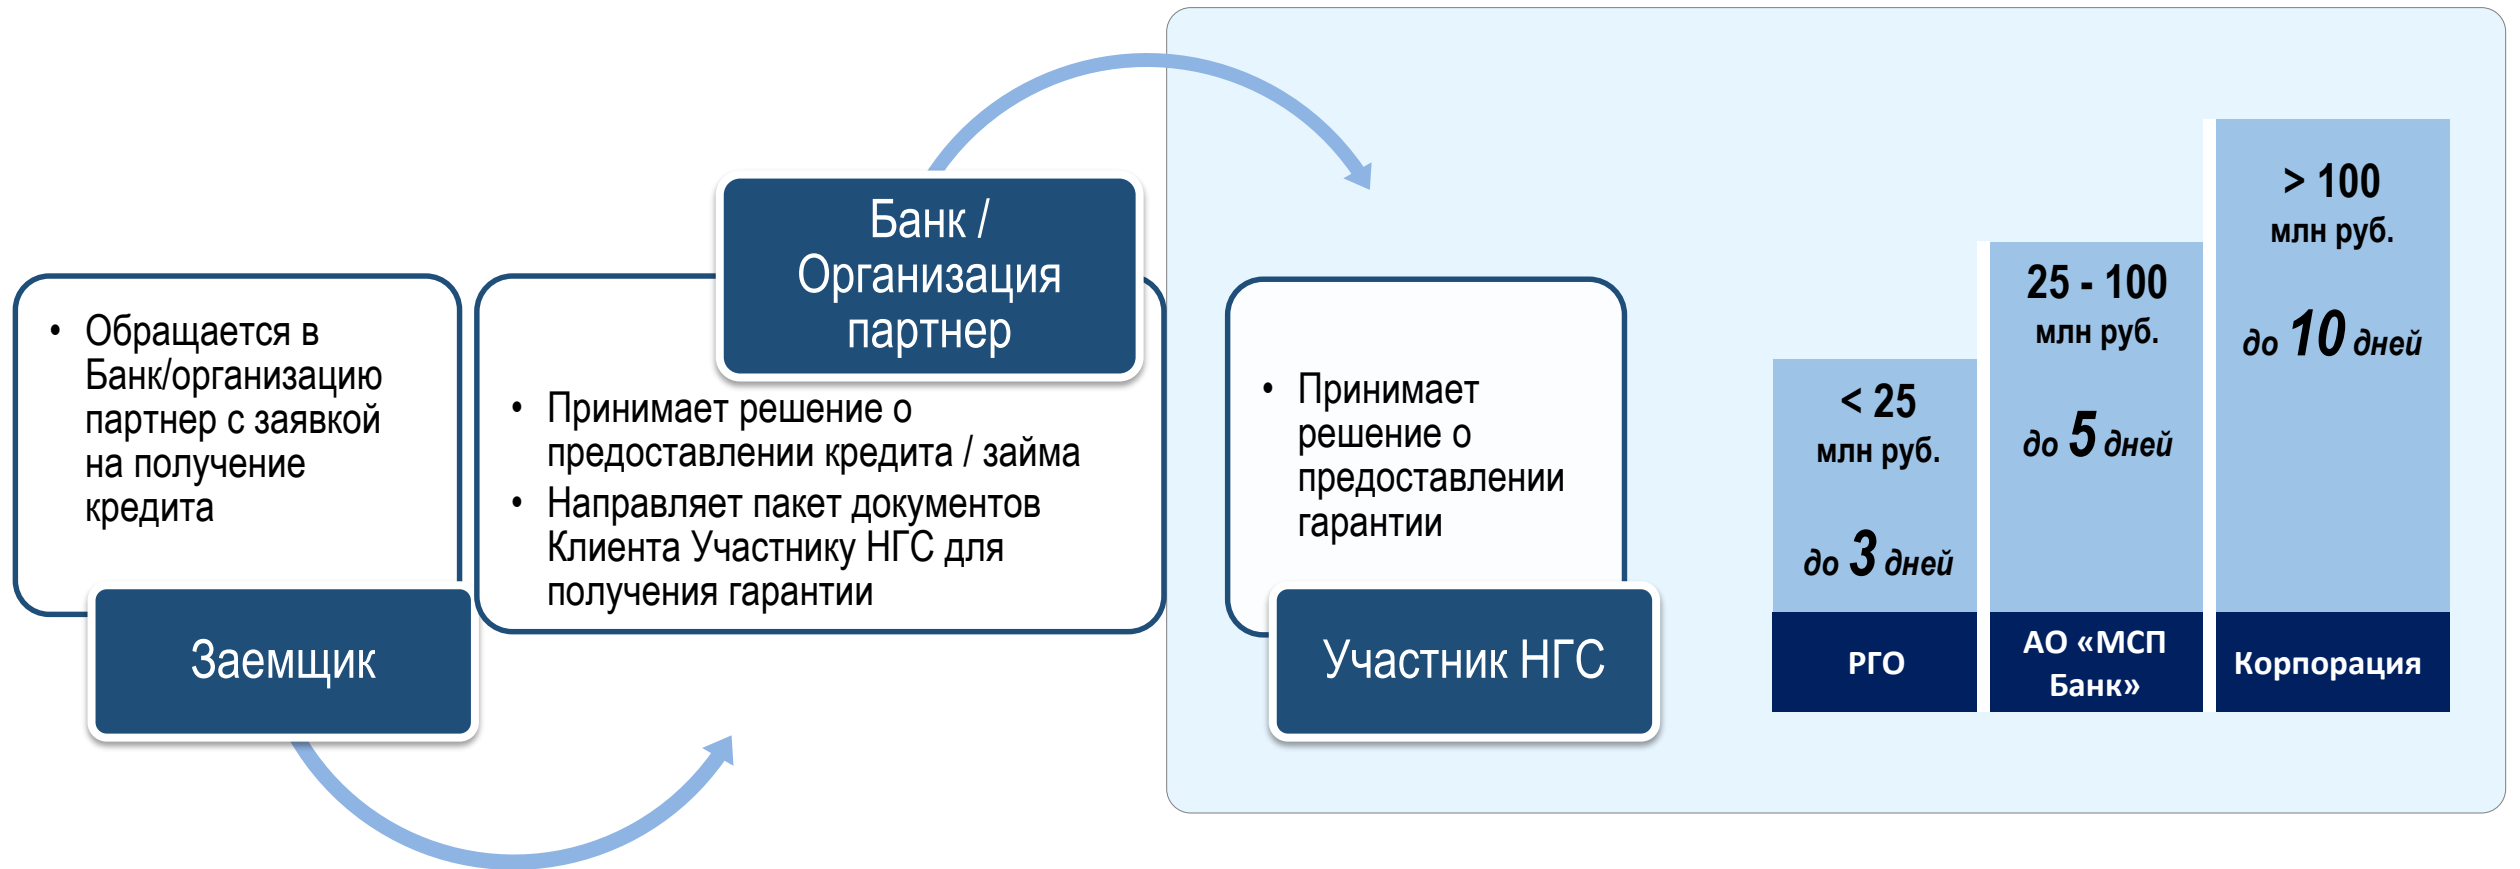 • Обращается в
Банк/организацию
партнер с заявкой
на получение
кредита
Заемщик
Банк /
Организация
партнер
• Принимает решение о
предоставлении кредита / займа
• Направляет пакет документов
Клиента Участнику НГС для
получения гарантии
• Принимает
решение о
предоставлении
гарантии
Участник НГС
< 25
млн руб.
до 3 дней
РГО
25 - 100
млн руб.
до 5 дней
АО «МСП
Банк»
> 100
млн руб.
до 10 дней
Корпорация